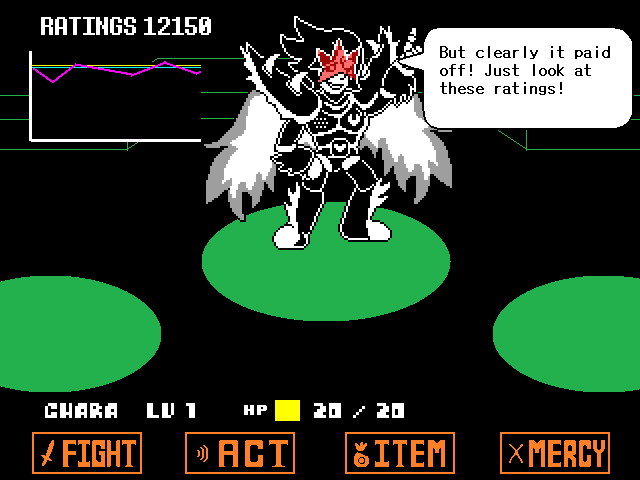 RATINGS 12150
But clearly it paid
off! Just look at
these ratings!
CHARA LV 1 HP 20 / 20
FIGHT ACT ITEM MERCY